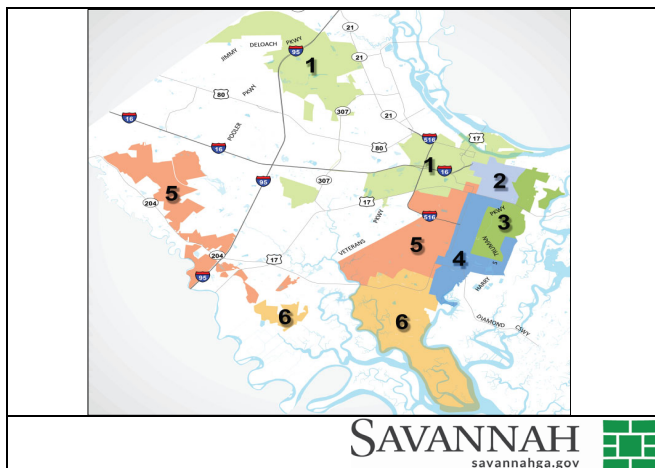 21
JIMMY DELOACH PKWY
95
1
21
80
PKWY
307
21
16
POOLER
516
17
80
16
1
16
5
95
307
2
204
17
PKWY
516
PKWY
3
VETERANS
5
TRUMAN
204
17
4
95
HARRY S
6
6
DIAMOND CSWY
SAVANNAH
savannahga.gov